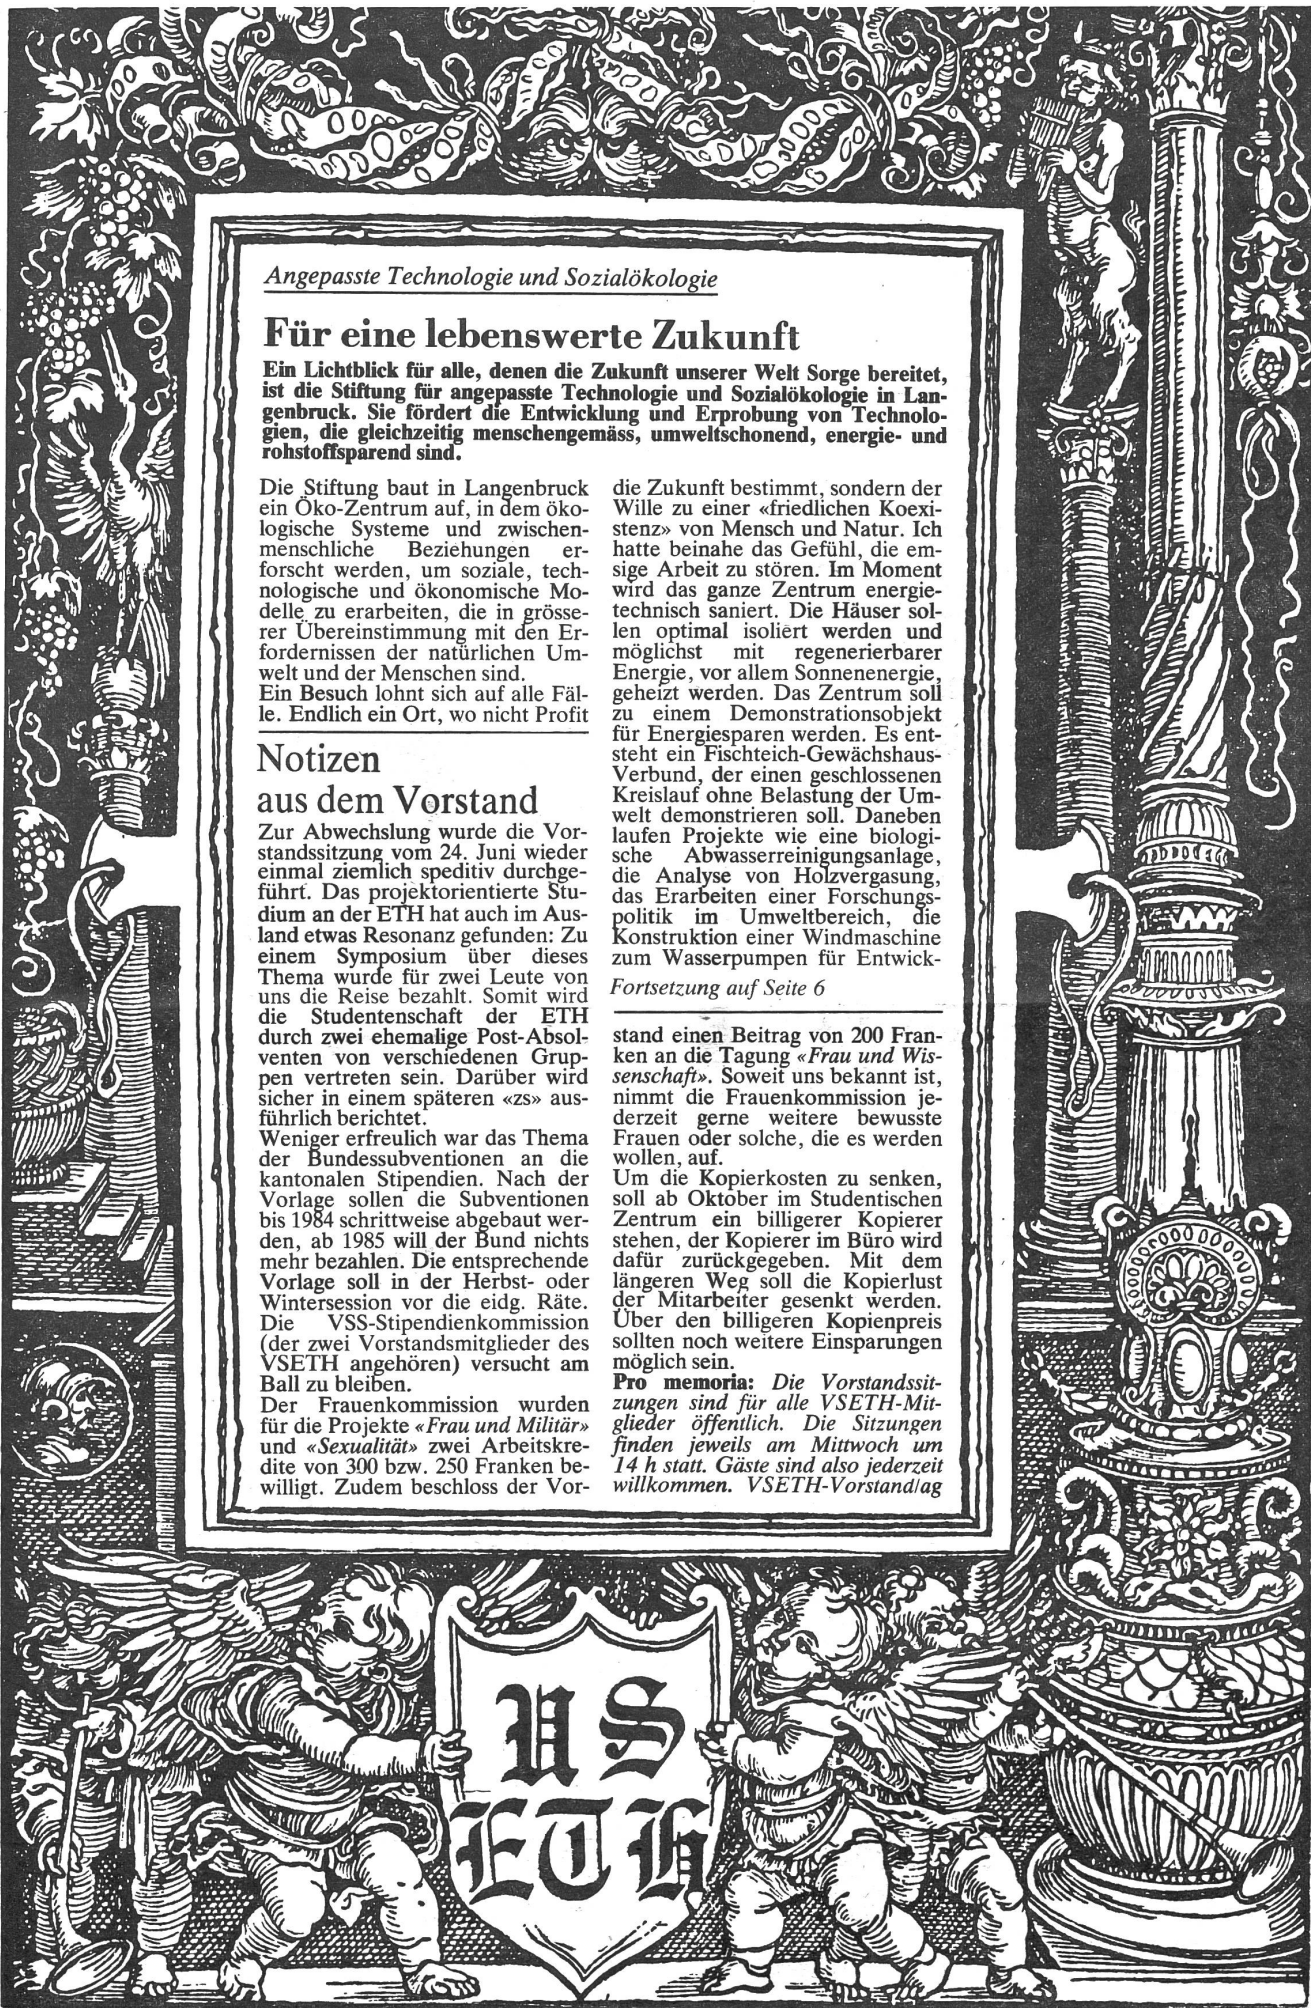 Angepasste Technologie und Sozialökologie
Für eine lebenswerte Zukunft
Ein Lichtblick für alle, denen die Zukunft unserer Welt Sorge bereitet,
ist die Stiftung für angepasste Technologie und Sozialökologie in Lan-
genbruck. Sie fördert die Entwicklung und Erprobung von Technolo-
gien, die gleichzeitig menschengemäss, umweltschonend, energie- und
rohstoffsparend sind.
Die Stiftung baut in Langenbruck
ein Öko-Zentrum auf, in dem öko-
logische Systeme und zwischen-
menschliche Beziehungen er-
forscht werden, um soziale, tech-
nologische und ökonomische Mo-
delle zu erarbeiten, die in grösse-
rer Übereinstimmung mit den Er-
fordernissen der natürlichen Um-
welt und der Menschen sind.
Ein Besuch lohnt sich auf alle Fäl-
le. Endlich ein Ort, wo nicht Profit
die Zukunft bestimmt, sondern der
Wille zu einer «friedlichen Koexi-
stenz» von Mensch und Natur. Ich
hatte beinahe das Gefühl, die em-
sige Arbeit zu stören. Im Moment
wird das ganze Zentrum energie-
technisch saniert. Die Häuser sol-
len optimal isoliert werden und
möglichst mit regenerierbarer
Energie, vor allem Sonnenenergie,
geheizt werden. Das Zentrum soll
zu einem Demonstrationsobjekt
für Energiesparen werden. Es ent-
steht ein Fischteich-Gewächshaus-
Verbund, der einen geschlossenen
Kreislauf ohne Belastung der Um-
welt demonstrieren soll. Daneben
laufen Projekte wie eine biologi-
sche Abwasserreinigungsanlage,
die Analyse von Holzvergasung,
das Erarbeiten einer Forschungs-
politik im Umweltbereich, die
Konstruktion einer Windmaschine
zum Wasserpumpen für Entwick-
Fortsetzung auf Seite 6
Notizen
aus dem Vorstand
Zur Abwechslung wurde die Vor-
standssitzung vom 24. Juni wieder
einmal ziemlich speditiv durchge-
führt. Das projektorientierte Stu-
dium an der ETH hat auch im Aus-
land etwas Resonanz gefunden: Zu
einem Symposium über dieses
Thema wurde für zwei Leute von
uns die Reise bezahlt. Somit wird
die Studentenschaft der ETH
durch zwei ehemalige Post-Absol-
venten von verschiedenen Grup-
pen vertreten sein. Darüber wird
sicher in einem späteren «zs» aus-
führlich berichtet.
Weniger erfreulich war das Thema
der Bundessubventionen an die
kantonalen Stipendien. Nach der
Vorlage sollen die Subventionen
bis 1984 schrittweise abgebaut wer-
den, ab 1985 will der Bund nichts
mehr bezahlen. Die entsprechende
Vorlage soll in der Herbst- oder
Wintersession vor die eidg. Räte.
Die VSS-Stipendienkommission
(der zwei Vorstandsmitglieder des
VSETH angehören) versucht am
Ball zu bleiben.
Der Frauenkommission wurden
für die Projekte «Frau und Militär»
und «Sexualität» zwei Arbeitskre-
dite von 300 bzw. 250 Franken be-
willigt. Zudem beschloss der Vor-
stand einen Beitrag von 200 Fran-
ken an die Tagung «Frau und Wis-
senschaft». Soweit uns bekannt ist,
nimmt die Frauenkommission je-
derzeit gerne weitere bewusste
Frauen oder solche, die es werden
wollen, auf.
Um die Kopierkosten zu senken,
soll ab Oktober im Studentischen
Zentrum ein billigerer Kopierer
stehen, der Kopierer im Büro wird
dafür zurückgegeben. Mit dem
längeren Weg soll die Kopierlust
der Mitarbeiter gesenkt werden.
Über den billigeren Kopienpreis
sollten noch weitere Einsparungen
möglich sein.
Pro memoria: Die Vorstandssit-
zungen sind für alle VSETH-Mit-
glieder öffentlich. Die Sitzungen
finden jeweils am Mittwoch um
14 h statt. Gäste sind also jederzeit
willkommen. VSETH-Vorstand/ag
VS
ETH